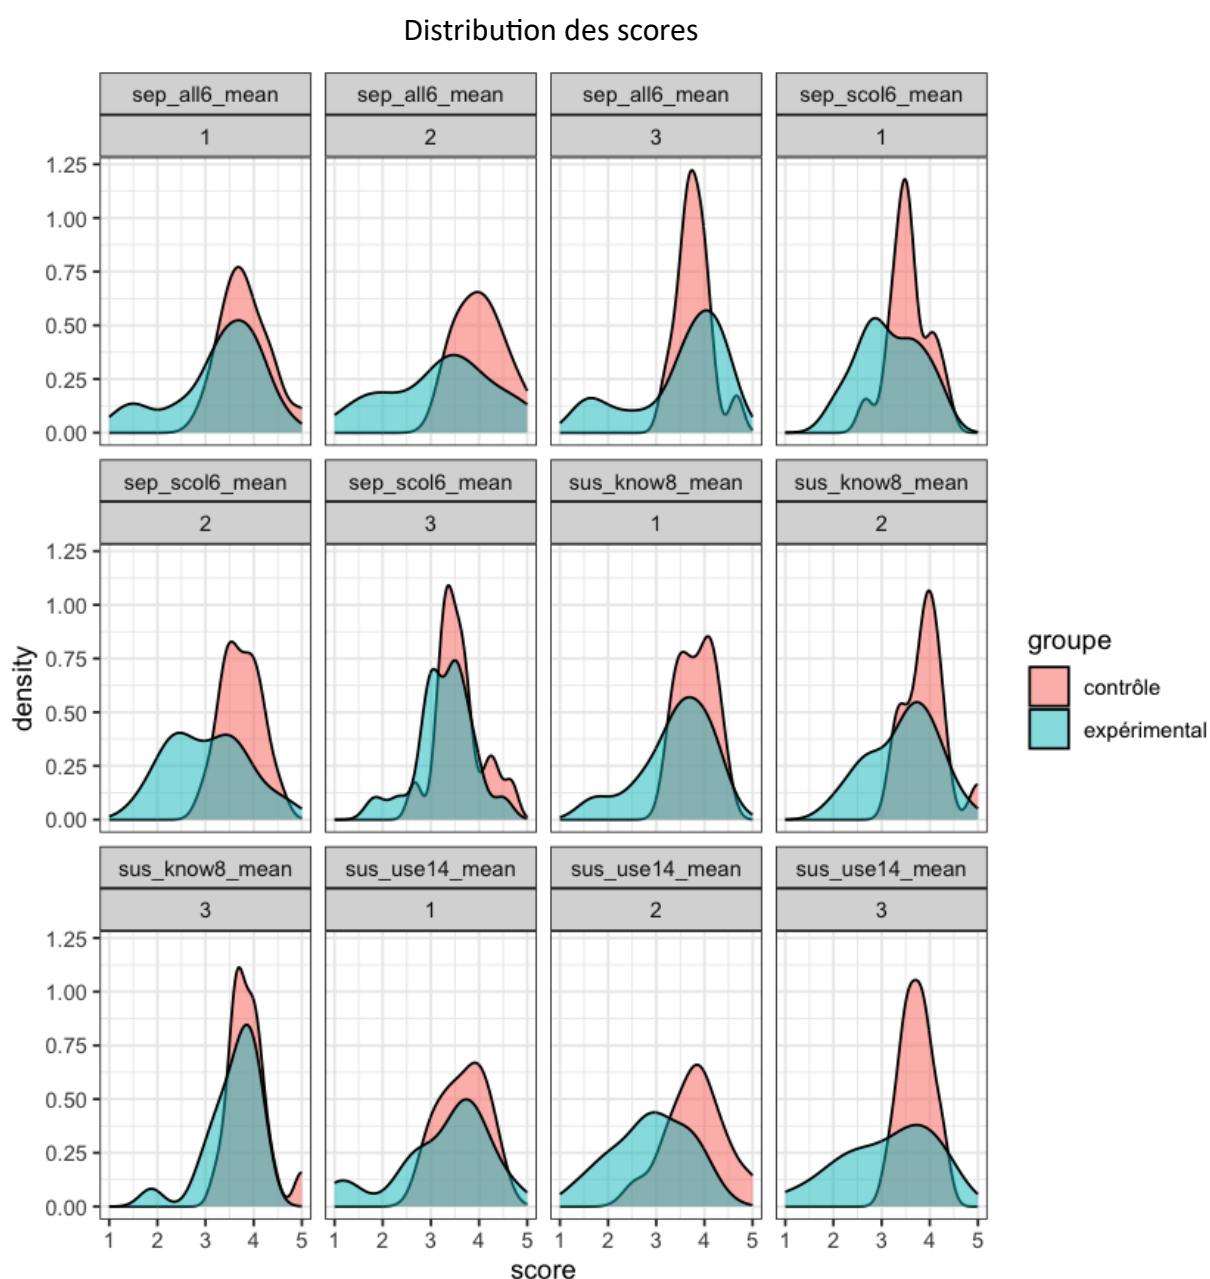 Distribution des scores
sep_all6_mean
sep_all6_mean
sep_all6_mean
sep_scol6_mean
1
2
3
1
1.25
1.00
0.75
0.50
0.25
0.00
sep_scol6_mean
sep_scol6_mean
sus_know8_mean
sus_know8_mean
2
3
1
2
1.25
1.00
0.75
0.50
0.25
0.00
density
groupe
contrôle
expérimental
sus_know8_mean
sus_use14_mean
sus_use14_mean
sus_use14_mean
3
1
2
3
1.25
1.00
0.75
0.50
0.25
0.00
1 2 3 4 5
1 2 3 4 5
1 2 3 4 5
1 2 3 4 5
score